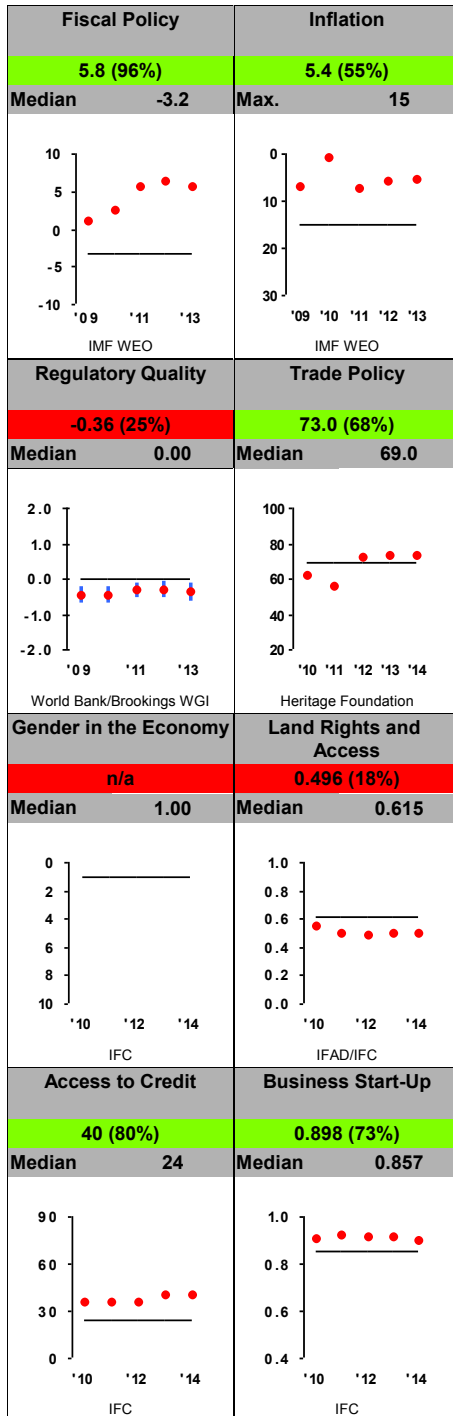 Fiscal Policy
5.8 (96%)
Median -3.2
10
5
0
-5
-10
'09 '11 '13
IMF WEO
Inflation
5.4 (55%)
Max. 15
0
10
20
30
'09 '10 '11 '12 '13
IMF WEO
Regulatory Quality
-0.36 (25%)
Median 0.00
2.0
1.0
0.0
-1.0
-2.0
'09 '11 '13
World Bank/Brookings WGI
Trade Policy
73.0 (68%)
Median 69.0
100
80
60
40
20
'10 '11 '12 '13 '14
Heritage Foundation
Gender in the Economy
n/a
Median 1.00
0
2
4
6
8
10
'10 '12 '14
IFC
Land Rights and
Access
0.496 (18%)
Median 0.615
1.0
0.8
0.6
0.4
0.2
0.0
'10 '12 '14
IFAD/IFC
Access to Credit
40 (80%)
Median 24
90
60
30
0
'10 '12 '14
IFC
Business Start-Up
0.898 (73%)
Median 0.857
1.0
0.8
0.6
0.4
'10 '12 '14
IFC